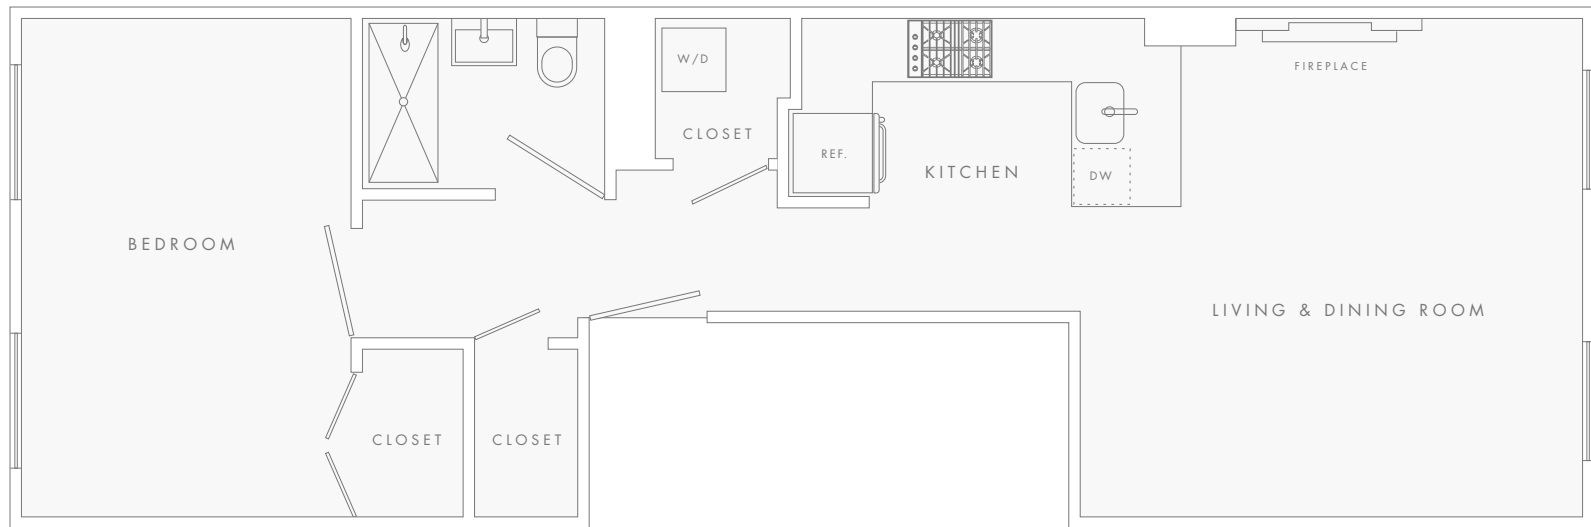 W/D
FIREPLACE
CLOSET
REF.
KITCHEN
DW
BEDROOM
LIVING & DINING ROOM
CLOSET
CLOSET